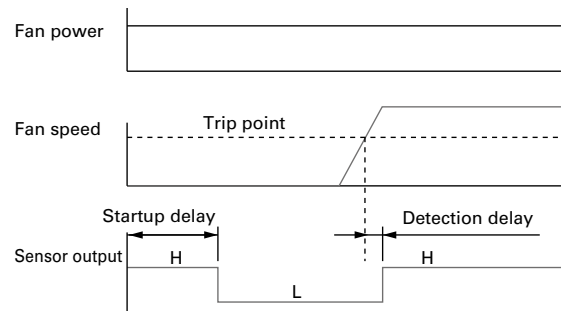 Fan power
Fan speed
Trip point
Startup delay
Detection delay
Sensor output
H
L
H